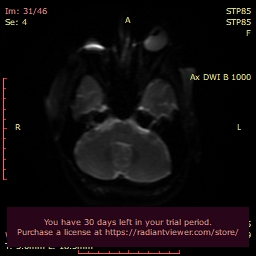 Im: 31/46
Se: 4
A
STP85
STP85
F
Ax DWI B 1000
R
L
You have 30 days left in your trial period.
Purchase a license at https://radiantviewer.com/store/